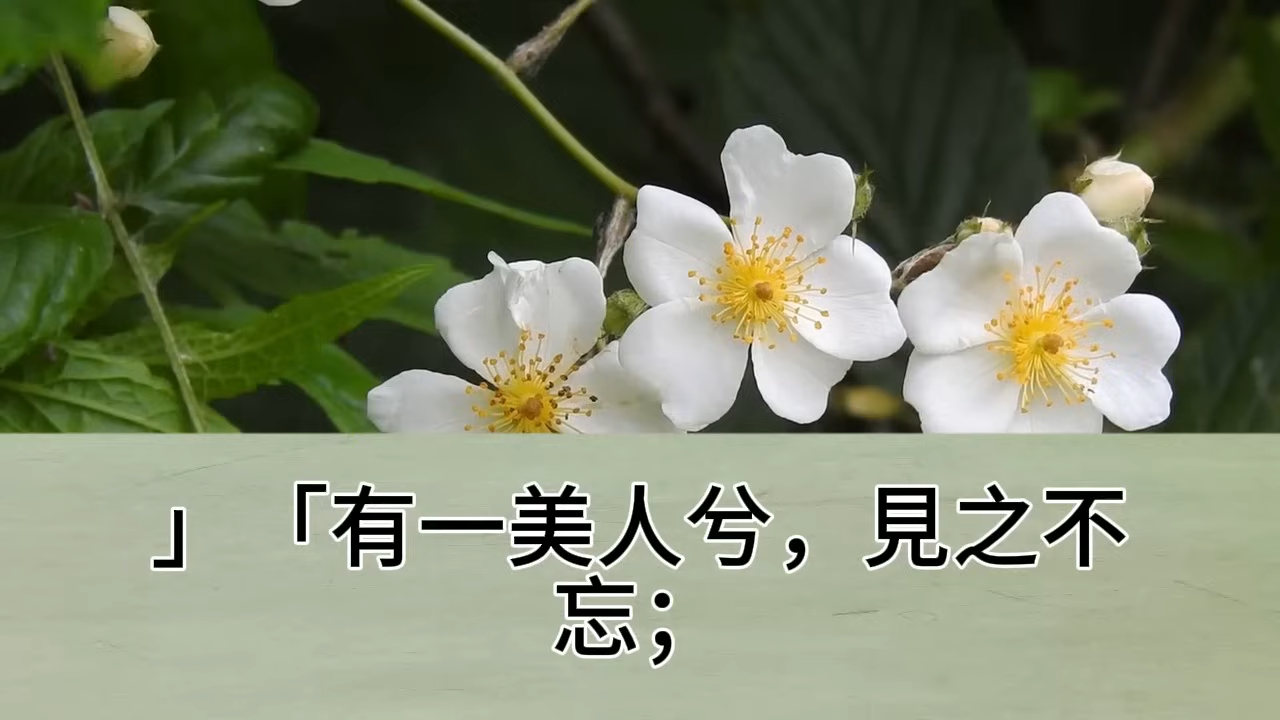 」 「有一美人兮，見之不
忘；